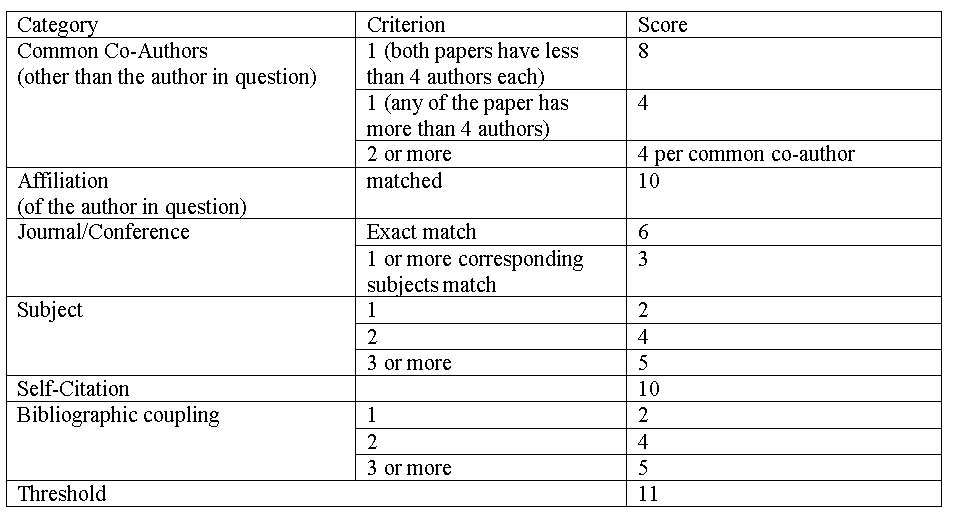 Category Criterion Score
Common Co-Authors 1 (both papers have less 8
(other than the author in question) than 4 authors each)
1 (any of the paper has 4
more than 4 authors)
2 or more 4 per common co-author
Affiliation matched 10
(of the author in question)
Journal/Conference Exact match 6
1 or more corresponding 3
subjects match
Subject 1 2
2 4
3 or more 5
Self-Citation 10
Bibliographic coupling 1 2
2 4
3 or more 5
Threshold 11